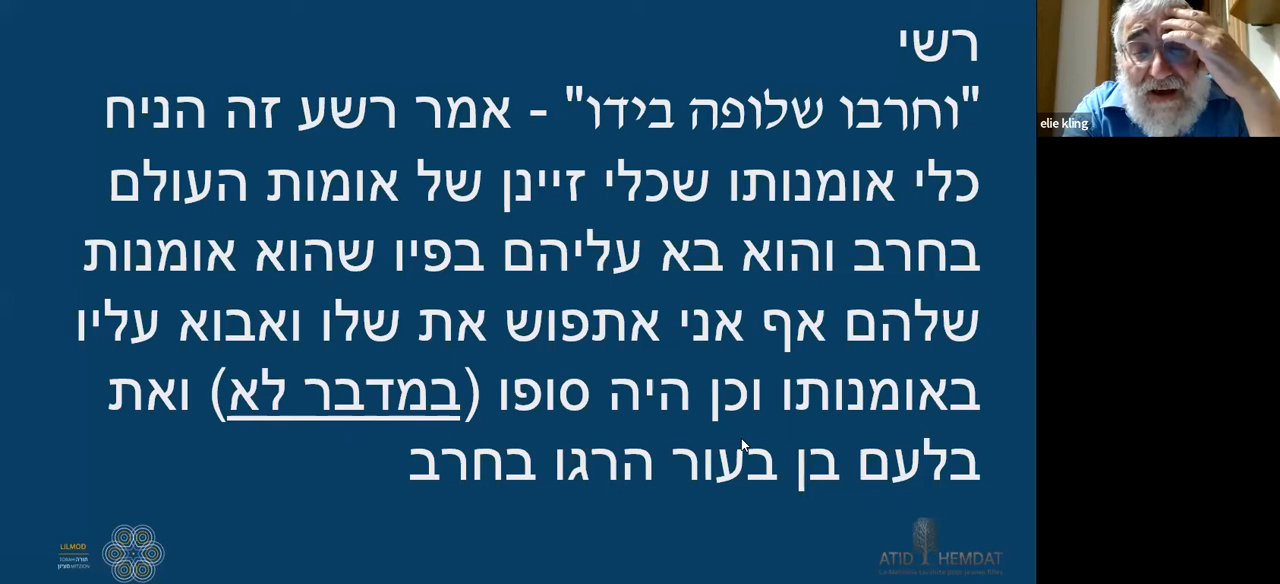 רשי
"וחרבו שלופה בידו" - אמר רשע זה הניח
כלי אומנותו שכלי זיינן של אומות העולם
בחרב והוא בא עליהם בפיו שהוא אומנות
שלהם אף אני אתפוש את שלו ואבוא עליו
באומנותו וכן היה סופו (במדבר לא) ואת
בלעם בן בעור הרגו בחרב
elie kling
LILMOD
ATID HEMDAT